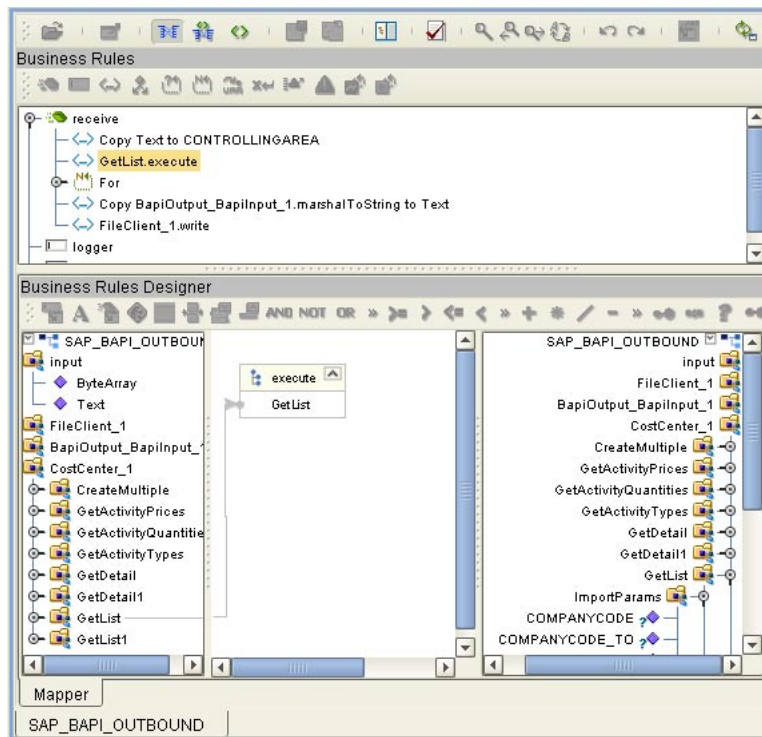 Business Rules
receive
Copy Text to CONTROLLINGAREA
GetList.execute
For
Copy BapiOutput_BapiInput_1.marshalToString to Text
FileClient_1.write
logger
Business Rules Designer
A AND NOT OR » >= > <= < » + * / - » ?
SAP_BAPI_OUTBOUN
input
ByteArray
Text
FileClient_1
BapiOutput_BapiInput_1
CostCenter_1
CreateMultiple
GetActivityPrices
GetActivityQuantitie
GetActivityTypes
GetDetail
GetDetail1
GetList
GetList1
execute
GetList
SAP_BAPI_OUTBOUND
input
FileClient_1
BapiOutput_BapiInput_1
CostCenter_1
CreateMultiple
GetActivityPrices
GetActivityQuantities
GetActivityTypes
GetDetail
GetDetail1
GetList
ImportParams
COMPANYCODE
COMPANYCODE_TO
Mapper
SAP_BAPI_OUTBOUND